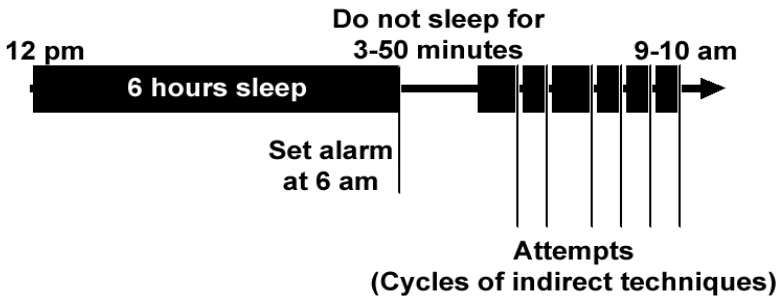 Do not sleep for
3-50 minutes
12 pm
9-10 am
6 hours sleep
Set alarm
at 6 am
Attempts
(Cycles of indirect techniques)